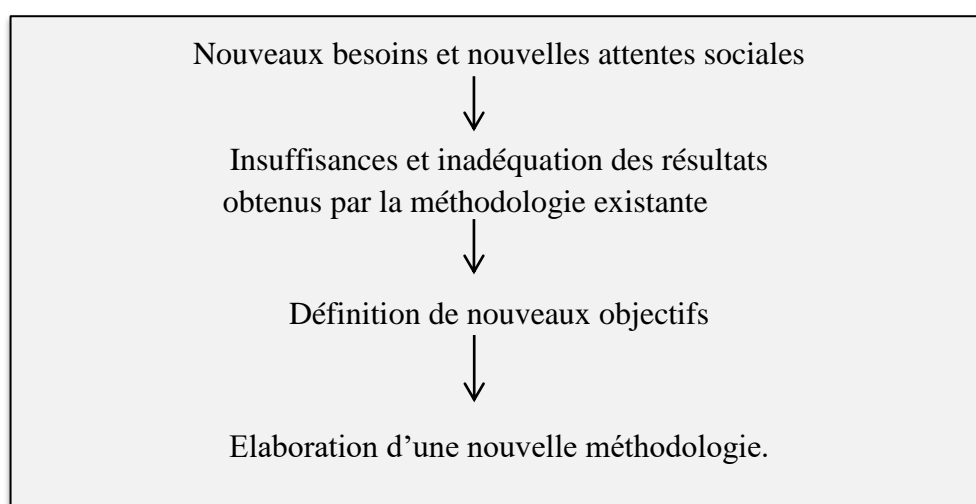 Nouveaux besoins et nouvelles attentes sociales
Insuffisances et inadéquation des résultats
obtenus par la méthodologie existante
Définition de nouveaux objectifs
Elaboration d’une nouvelle méthodologie.